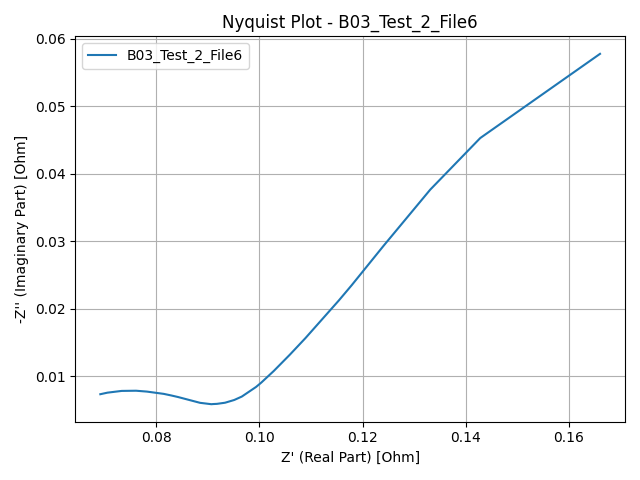 Nyquist Plot - B03_Test_2_File6
B03_Test_2_File6
-Z'' (Imaginary Part) [Ohm]
0.06
0.05
0.04
0.03
0.02
0.01
0.08
0.10
0.12
0.14
0.16
Z' (Real Part) [Ohm]